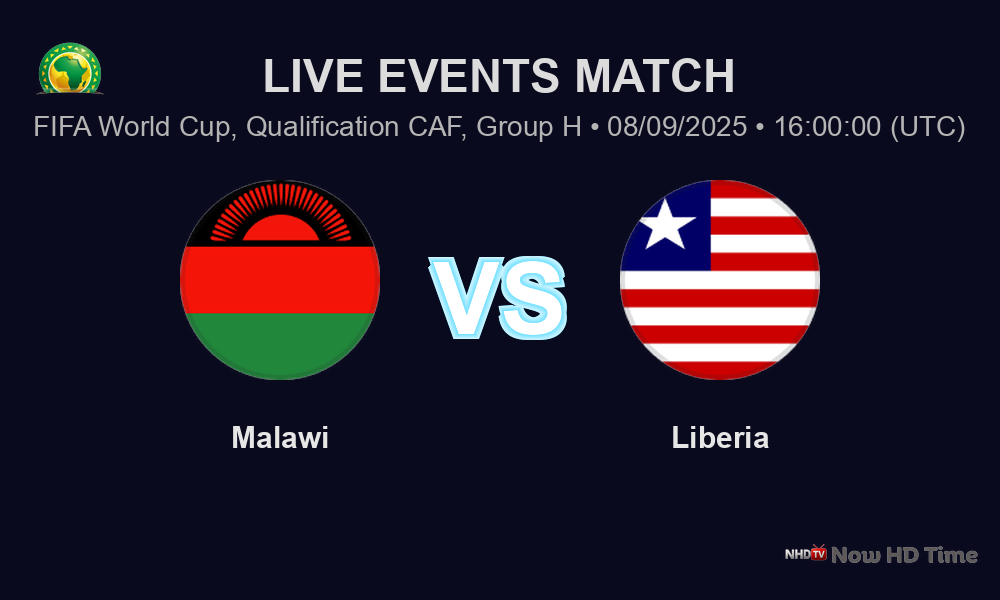 LIVE EVENTS MATCH
FIFA World Cup, Qualification CAF, Group H • 08/09/2025 • 16:00:00 (UTC)
VS
Malawi
Liberia
NHDTV Now HD Time